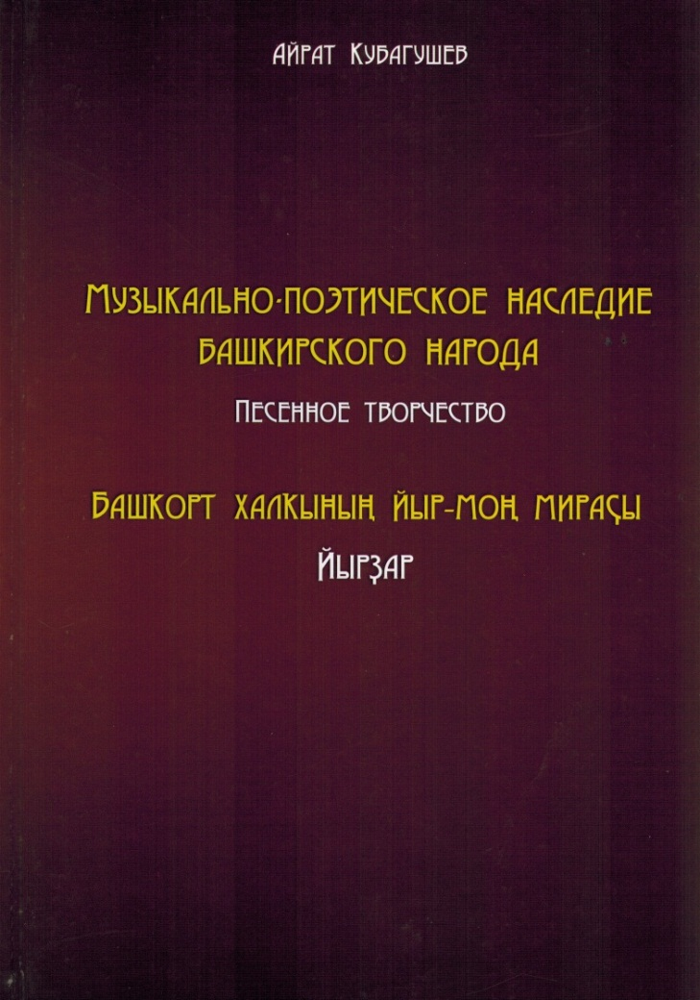 Айрат Кубагушев
Музыкально-поэтическое наследие
башкирского народа
Песенное творчество
Башҡорт халҡының йыр-моң мираҫы
Йырҙар